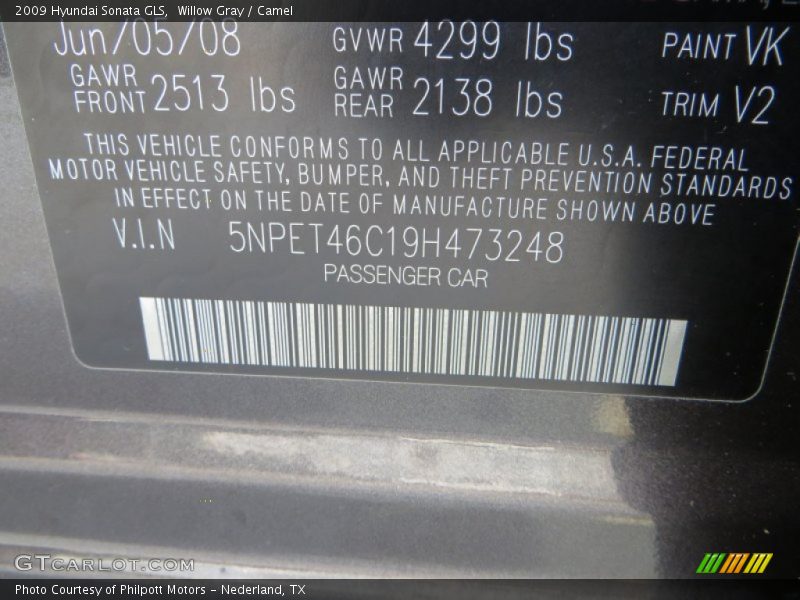 2009 Hyundai Sonata GLS, Willow Gray / Camel
Jun/05/08 GVWR 4299 lbs PAINT VK
GAWR FRONT 2513 lbs GAWR REAR 2138 lbs TRIM V2
THIS VEHICLE CONFORMS TO ALL APPLICABLE U.S.A. FEDERAL
MOTOR VEHICLE SAFETY, BUMPER, AND THEFT PREVENTION STANDARDS
IN EFFECT ON THE DATE OF MANUFACTURE SHOWN ABOVE
V.I.N 5NPET46C19H473248
PASSENGER CAR
GTCARLOT.COM
Photo Courtesy of Philpott Motors - Nederland, TX